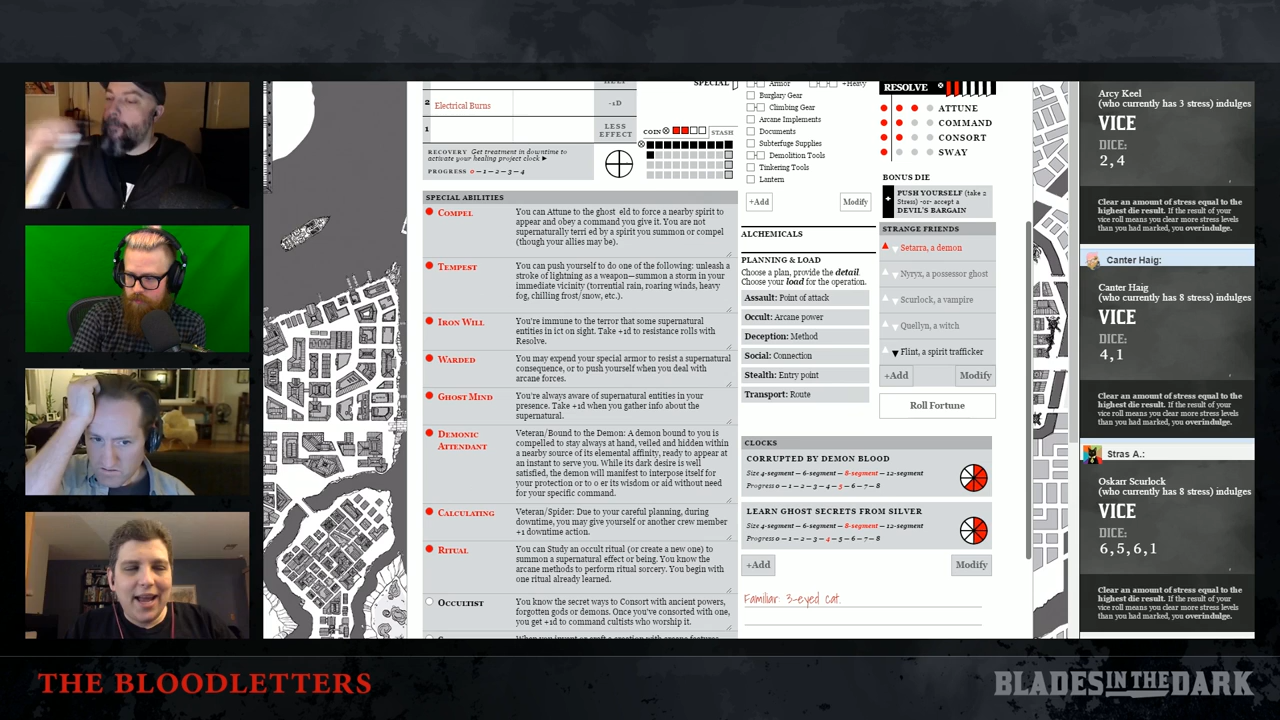 2
Electrical Burns
-1D
1
LESS
EFFECT
RECOVERY Get treatment in downtime to
activate your healing project clock ►
PROGRESS 0 – 1 – 2 – 3 – 4
SPECIAL
COIN
STASH
SPECIAL ABILITIES
COMPEL
You can Attune to the ghost eld to force a nearby spirit to
appear and obey a command you give it. You are not
supernaturally terri ed by a spirit you summon or compel
(though your allies may be).
TEMPEST
You can push yourself to do one of the following: unleash a
stroke of lightning as a weapon—summon a storm in your
immediate vicinity (torrential rain, roaring winds, heavy
fog, chilling frost/snow, etc.).
IRON WILL
You're immune to the terror that some supernatural
entities in ict on sight. Take +1d to resistance rolls with
Resolve.
WARDED
You may expend your special armor to resist a supernatural
consequence, or to push yourself when you deal with
arcane forces.
GHOST MIND
You're always aware of supernatural entities in your
presence. Take +1d when you gather info about the
supernatural.
DEMONIC
ATTENDANT
Veteran/Bound to the Demon: A demon bound to you is
compelled to stay always at hand, veiled and hidden within
a nearby source of its elemental affinity, ready to appear at
an instant to serve you. While its dark desire is well
satisfied, the demon will manifest to interpose itself for
your protection or to o er its wisdom or aid without need
for your specific command.
CALCULATING
Veteran/Spider: Due to your careful planning, during
downtime, you may give yourself or another crew member
+1 downtime action.
RITUAL
You can Study an occult ritual (or create a new one) to
summon a supernatural effect or being. You know the
arcane methods to perform ritual sorcery. You begin with
one ritual already learned.
OCCULTIST
You know the secret ways to Consort with ancient powers,
forgotten gods or demons. Once you've consorted with one,
you get +1d to command cultists who worship it.
Armor
+Heavy
Burglary Gear
Climbing Gear
Arcane Implements
Documents
Subterfuge Supplies
Demolition Tools
Tinkering Tools
Lantern
+Add
Modify
ALCHEMICALS
PLANNING & LOAD
Choose a plan, provide the detail.
Choose your load for the operation.
Assault: Point of attack
Occult: Arcane power
Deception: Method
Social: Connection
Stealth: Entry point
Transport: Route
RESOLVE
ATTUNE
COMMAND
CONSORT
SWAY
BONUS DIE
+
PUSH YOURSELF (take 2
Stress) -or- accept a
DEVIL'S BARGAIN
STRANGE FRIENDS
Setarra, a demon
Nyryx, a possessor ghost
Scurlock, a vampire
Quellyn, a witch
Flint, a spirit trafficker
+Add
Modify
Roll Fortune
CLOCKS
CORRUPTED BY DEMON BLOOD
Size 4-segment – 6-segment – 8-segment – 12-segment
Progress 0 – 1 – 2 – 3 – 4 – 5 – 6 – 7 – 8
LEARN GHOST SECRETS FROM SILVER
Size 4-segment – 6-segment – 8-segment – 12-segment
Progress 0 – 1 – 2 – 3 – 4 – 5 – 6 – 7 – 8
+Add
Modify
Familiar: 3-eyed cat.
Arcy Keel
(who currently has 3 stress) indulges
VICE
DICE:
2,4
Clear an amount of stress equal to the
highest die result. If the result of your
vice roll means you clear more stress levels
than you had marked, you overindulge.
Canter Haig:
Canter Haig
(who currently has 8 stress) indulges
VICE
DICE:
4,1
Clear an amount of stress equal to the
highest die result. If the result of your
vice roll means you clear more stress levels
than you had marked, you overindulge.
Stras A.:
Oskarr Scurlock
(who currently has 8 stress) indulges
VICE
DICE:
6,5,6,1
Clear an amount of stress equal to the
highest die result. If the result of your
vice roll means you clear more stress levels
than you had marked, you overindulge.
THE BLOODLETTERS
BLADES IN THE DARK